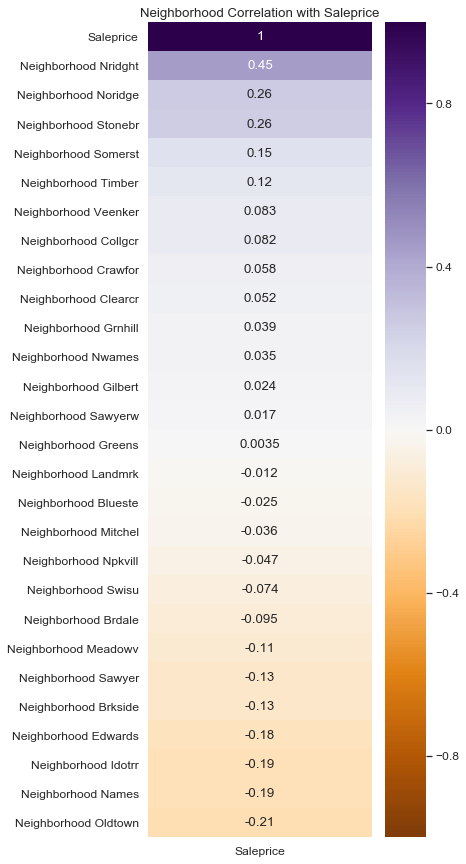 Neighborhood Correlation with Saleprice
Saleprice 1
Neighborhood Nridght 0.45
Neighborhood Noridge 0.26
Neighborhood Stonebr 0.26
Neighborhood Somerst 0.15
Neighborhood Timber 0.12
Neighborhood Veenker 0.083
Neighborhood Collgcr 0.082
Neighborhood Crawfor 0.058
Neighborhood Clearcr 0.052
Neighborhood Grnhill 0.039
Neighborhood Nwames 0.035
Neighborhood Gilbert 0.024
Neighborhood Sawyerw 0.017
Neighborhood Greens 0.0035
Neighborhood Landmrk -0.012
Neighborhood Blueste -0.025
Neighborhood Mitchel -0.036
Neighborhood Npkvill -0.047
Neighborhood Swisu -0.074
Neighborhood Brdale -0.095
Neighborhood Meadowv -0.11
Neighborhood Sawyer -0.13
Neighborhood Brkside -0.13
Neighborhood Edwards -0.18
Neighborhood Idotrr -0.19
Neighborhood Names -0.19
Neighborhood Oldtown -0.21
Saleprice
0.8
0.4
0.0
−0.4
−0.8